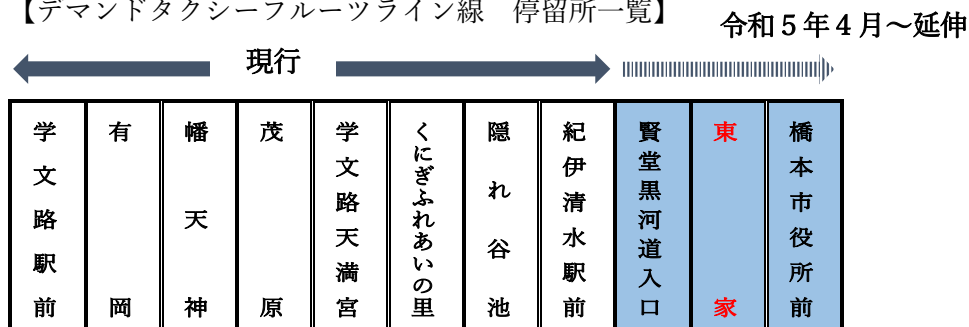 【デマンドタクシーフルーツライン線　停留所一覧】
令和５年４月～延伸
現行
学文路駅前
有岡
幡天神
茂原
学文路天満宮
くにぎふれあいの里
隠れ谷池
紀伊清水駅前
賢堂黒河道入口
東家
橋本市役所前